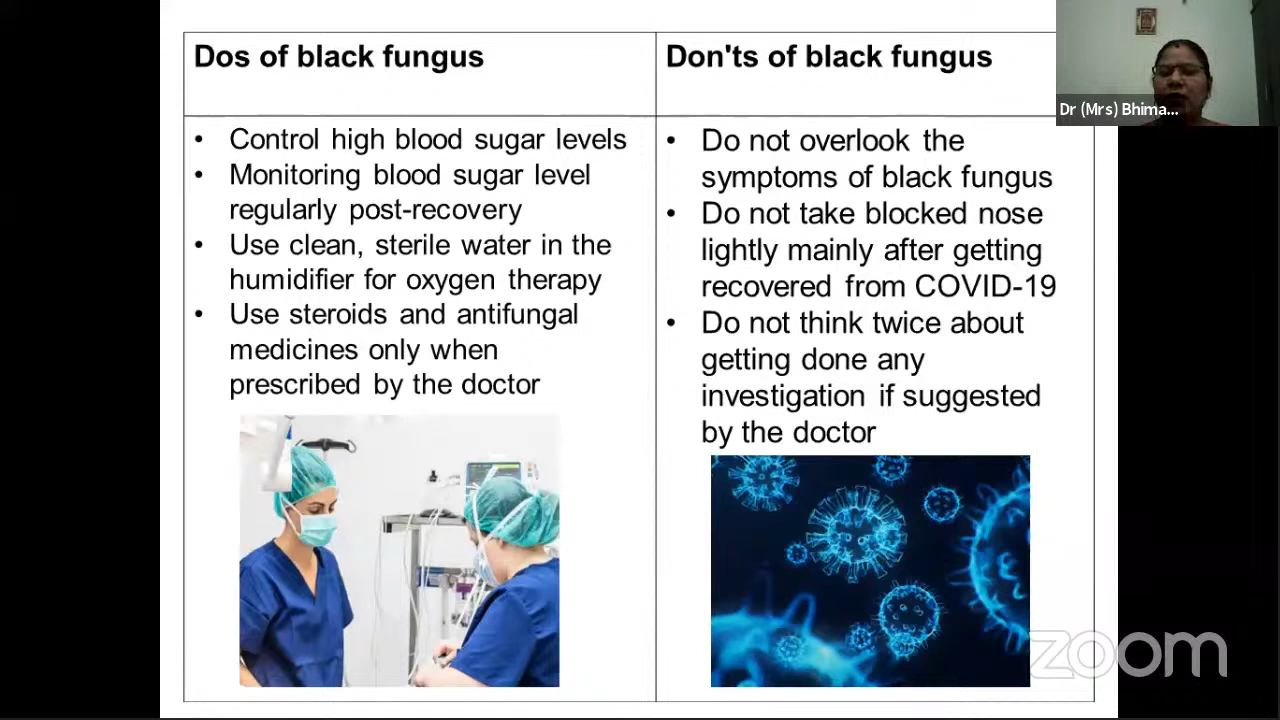 Dos of black fungus
Don'ts of black fungus
• Control high blood sugar levels
• Monitoring blood sugar level
regularly post-recovery
• Use clean, sterile water in the
humidifier for oxygen therapy
• Use steroids and antifungal
medicines only when
prescribed by the doctor
• Do not overlook the
symptoms of black fungus
• Do not take blocked nose
lightly mainly after getting
recovered from COVID-19
• Do not think twice about
getting done any
investigation if suggested
by the doctor
Dr (Mrs) Bhima...
zoom